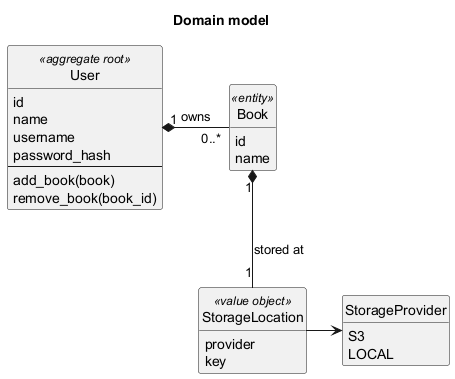 Domain model
«aggregate root»
User
id
name
username
password_hash
add_book(book)
remove_book(book_id)
1 owns
0..*
«entity»
Book
id
name
1
stored at
1
«value object»
StorageLocation
provider
key
StorageProvider
S3
LOCAL